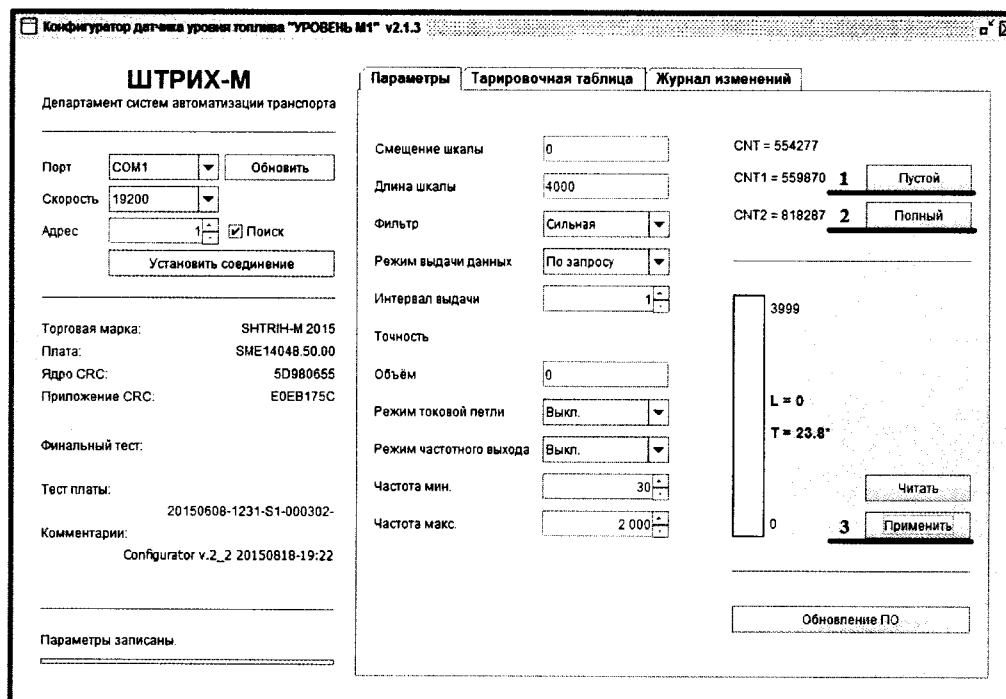 Конфигуратор датчика уровня топлива "УРОВЕНЬ М1" v2.1.3
ШТРИХ-М
Департамент систем автоматизации транспорта
Порт COM1 Обновить
Скорость 19200
Адрес 1 Поиск
Установить соединение
Торговая марка: SHTRIH-M 2015
Плата: SME14048.50.00
Ядро CRC: 5D980655
Приложение CRC: E0EB175C
Финальный тест:
Тест платы:
20150608-1231-S1-000302-
Комментарии:
Configurator v.2_2 20150818-19:22
Параметры записаны.
Параметры Тарировочная таблица Журнал изменений
Смещение шкалы 0
Длина шкалы 4000
Фильтр Сильная
Режим выдачи данных По запросу
Интервал выдачи 1
Точность
Объём 0
Режим токовой петли Выкл.
Режим частотного выхода Выкл.
Частота мин. 30
Частота макс. 2 000
CNT = 554277
CNT1 = 559870 1 Пустой
CNT2 = 818287 2 Полный
3999
L = 0
T = 23.8°
Читать
0 3 Применить
Обновление ПО